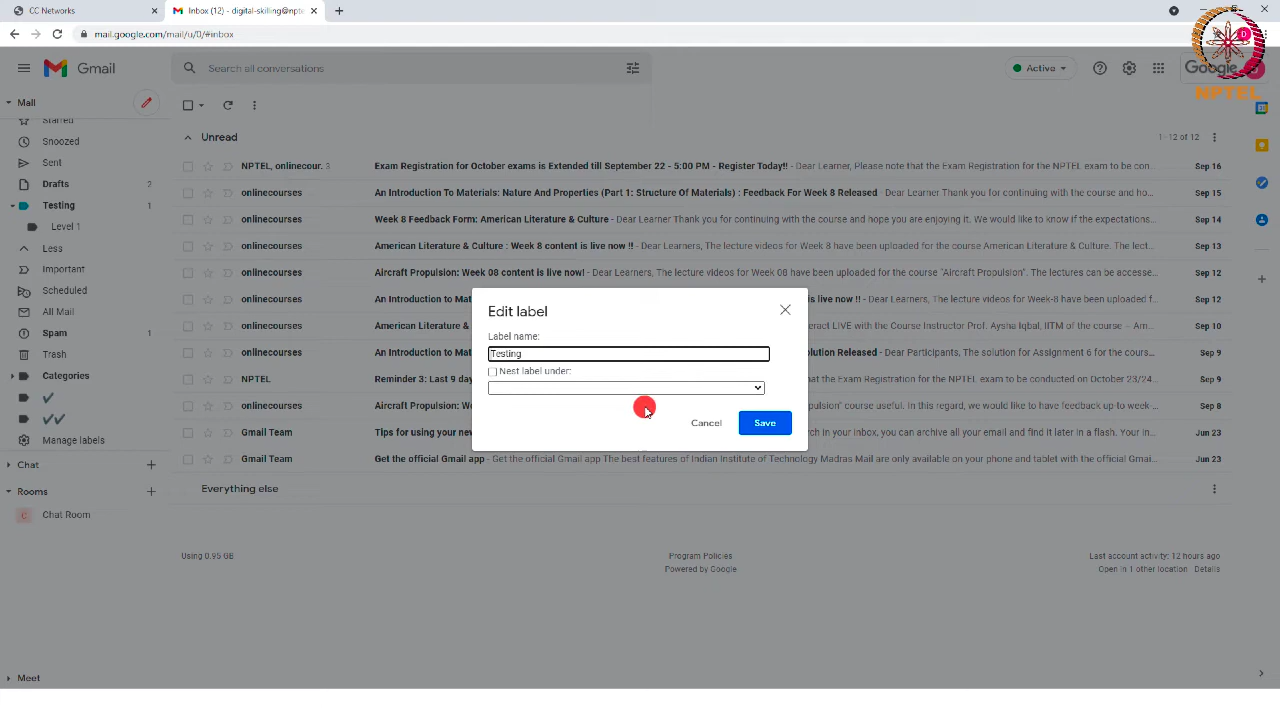 CC Networks
Inbox (12) - digital-skilling@npte
mail.google.com/mail/u/0/#inbox
Gmail
Search all conversations
Active
Google
NPTEL
Mail
Starred
Snoozed
Sent
Drafts 2
Testing 1
Level 1
Less
Important
Scheduled
All Mail
Spam 1
Trash
Categories
Manage labels
Chat
Rooms
C Chat Room
Meet
Unread 1–12 of 12
NPTEL, onlinecour. 3 Exam Registration for October exams is Extended till September 22 - 5:00 PM - Register Today!! - Dear Learner, Please note that the Exam Registration for the NPTEL exam to be con... Sep 16
onlinecourses An Introduction To Materials: Nature And Properties (Part 1: Structure Of Materials) : Feedback For Week 8 Released - Dear Learner Thank you for continuing with the course and ho... Sep 15
onlinecourses Week 8 Feedback Form: American Literature & Culture - Dear Learner Thank you for continuing with the course and hope you are enjoying it. We would like to know if the expectations... Sep 14
onlinecourses American Literature & Culture : Week 8 content is live now !! - Dear Learners, The lecture videos for Week 8 have been uploaded for the course American Literature & Culture. The lect... Sep 13
onlinecourses Aircraft Propulsion: Week 08 content is live now! - Dear Learners, The lecture videos for Week 08 have been uploaded for the course "Aircraft Propulsion". The lectures can be accesse... Sep 12
onlinecourses An Introduction to Mat is live now !! - Dear Learners, The lecture videos for Week-8 have been uploaded for the course... Sep 12
onlinecourses American Literature & eract LIVE with the Course Instructor Prof. Aysha Iqbal, IITM of the course – Am... Sep 10
onlinecourses An Introduction to Mat olution Released - Dear Participants, The solution for Assignment 6 for the cours... Sep 9
NPTEL Reminder 3: Last 9 day at the Exam Registration for the NPTEL exam to be conducted on October 23/24 Sep 9
onlinecourses Aircraft Propulsion: We pulsion" course useful. In this regard, we would like to have feedback up-to week-... Sep 8
Gmail Team Tips for using your new rch in your inbox, you can archive all your email and find it later in a flash. Your in... Jun 23
Gmail Team Get the official Gmail app - Get the official Gmail app The best features of Indian Institute of Technology Madras Mail are only available on your phone and tablet with the official Gmai... Jun 23
Everything else
Edit label
Label name:
Testing
Nest label under:
Cancel Save
Using 0.95 GB
Program Policies
Powered by Google
Last account activity: 12 hours ago
Open in 1 other location · Details